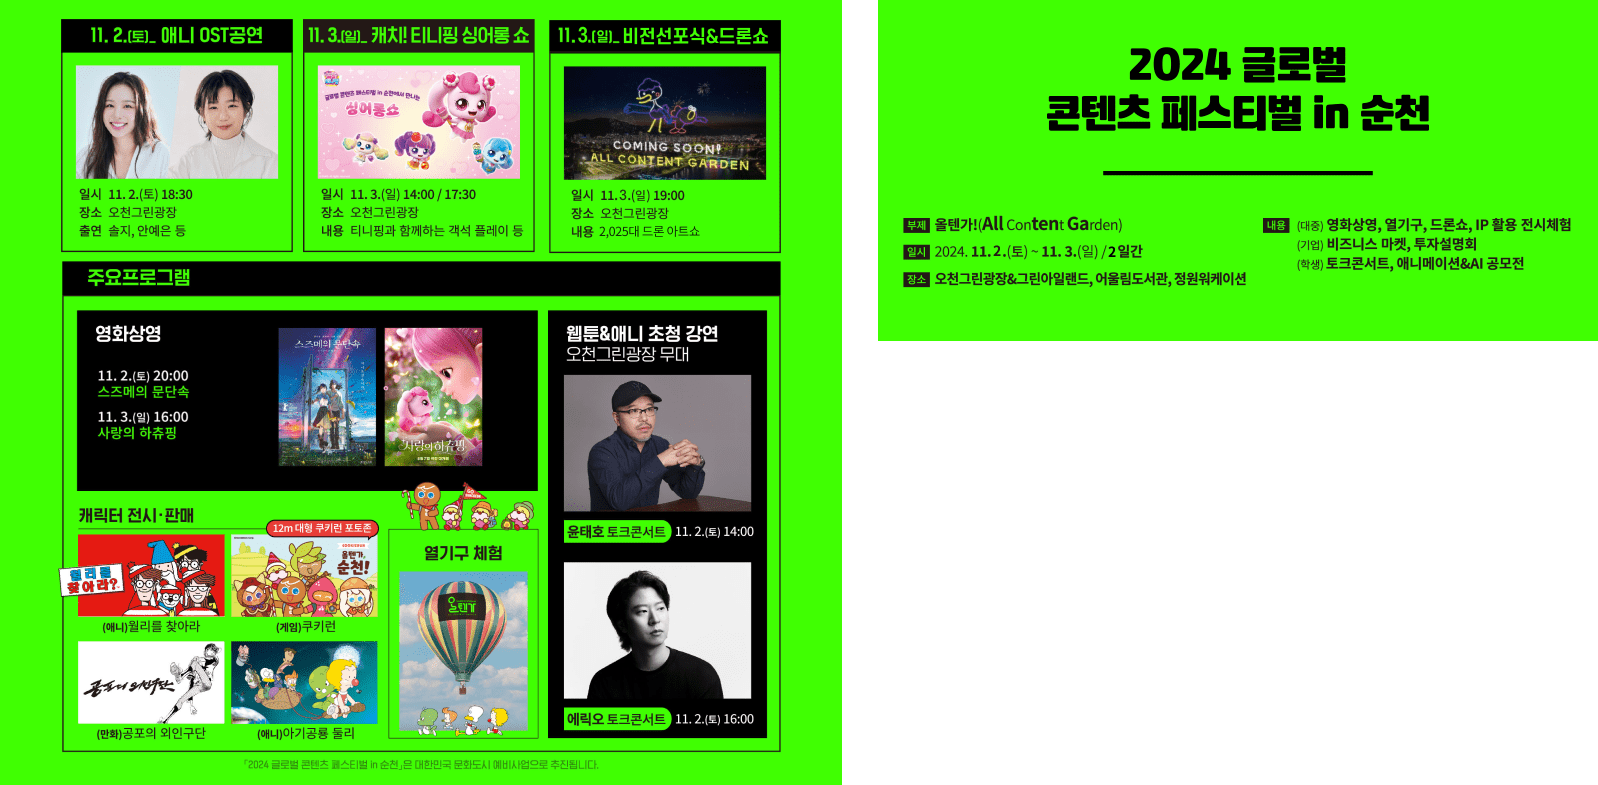 11. 2.(토)_ 애니 OST공연
일시 11. 2.(토) 18:30
장소 오천그린광장
출연 솔지, 안예은 등
11. 3.(일)_ 캐치! 티니핑 싱어롱 쇼
글로벌 콘텐츠 페스티벌 in 순천에서 만나는
싱어롱쇼
일시 11. 3.(일) 14:00 / 17:30
장소 오천그린광장
내용 티니핑과 함께하는 객석 플레이 등
11.3.(일)_ 비전선포식&드론쇼
COMING SOON!
ALL CONTENT GARDEN
일시 11.3.(일) 19:00
장소 오천그린광장
내용 2,025대 드론 아트쇼
주요프로그램
영화상영
11. 2.(토) 20:00
스즈메의 문단속
11. 3.(일) 16:00
사랑의 하츄핑
스즈메의 문단속
사랑의 하츄핑
웹툰&애니 초청 강연
오천그린광장 무대
윤태호 토크콘서트 11. 2.(토) 14:00
에릭오 토크콘서트 11. 2.(토) 16:00
캐릭터 전시·판매
12m 대형 쿠키런 포토존
월리를
찾아라?
(애니)월리를 찾아라
올텐가,
순천!
(게임)쿠키런
공포의 외인구단
(만화)공포의 외인구단
(애니)아기공룡 둘리
열기구 체험
올텐가
「2024 글로벌 콘텐츠 페스티벌 in 순천」은 대한민국 문화도시 예비사업으로 추진됩니다.
2024 글로벌
콘텐츠 페스티벌 in 순천
부제 올텐가!(All ContenT Garden)
일시 2024. 11. 2.(토) ~ 11. 3.(일) / 2일간
장소 오천그린광장&그린아일랜드, 어울림도서관, 정원워케이션
내용 (대중) 영화상영, 열기구, 드론쇼, IP 활용 전시체험
(기업) 비즈니스 마켓, 투자설명회
(학생) 토크콘서트, 애니메이션&AI 공모전